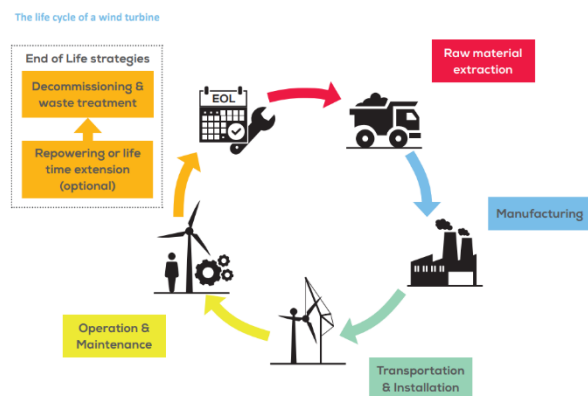 The life cycle of a wind turbine
End of Life strategies
Decommissioning &
waste treatment
Repowering or life
time extension
(optional)
EOL
Raw material
extraction
Manufacturing
Transportation
& Installation
Operation &
Maintenance